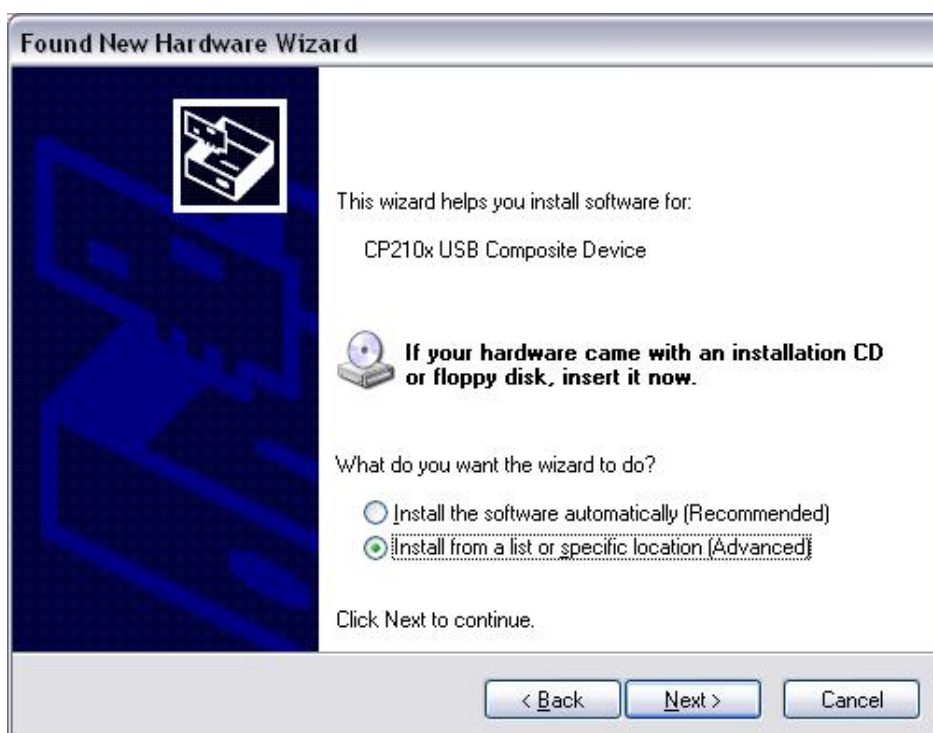 Found New Hardware Wizard
This wizard helps you install software for:
CP210x USB Composite Device
If your hardware came with an installation CD
or floppy disk, insert it now.
What do you want the wizard to do?
Install the software automatically (Recommended)
Install from a list or specific location (Advanced)
Click Next to continue.
< Back
Next >
Cancel